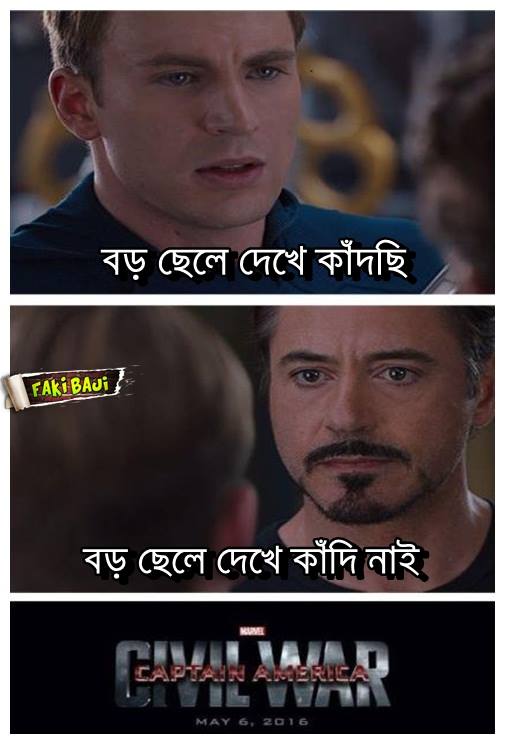 বড় ছেলে দেখে কাঁদছি
FAKiBAJi
বড় ছেলে দেখে কাঁদি নাই
MARVEL
CIVIL WAR
CAPTAIN AMERICA
MAY 6, 2016